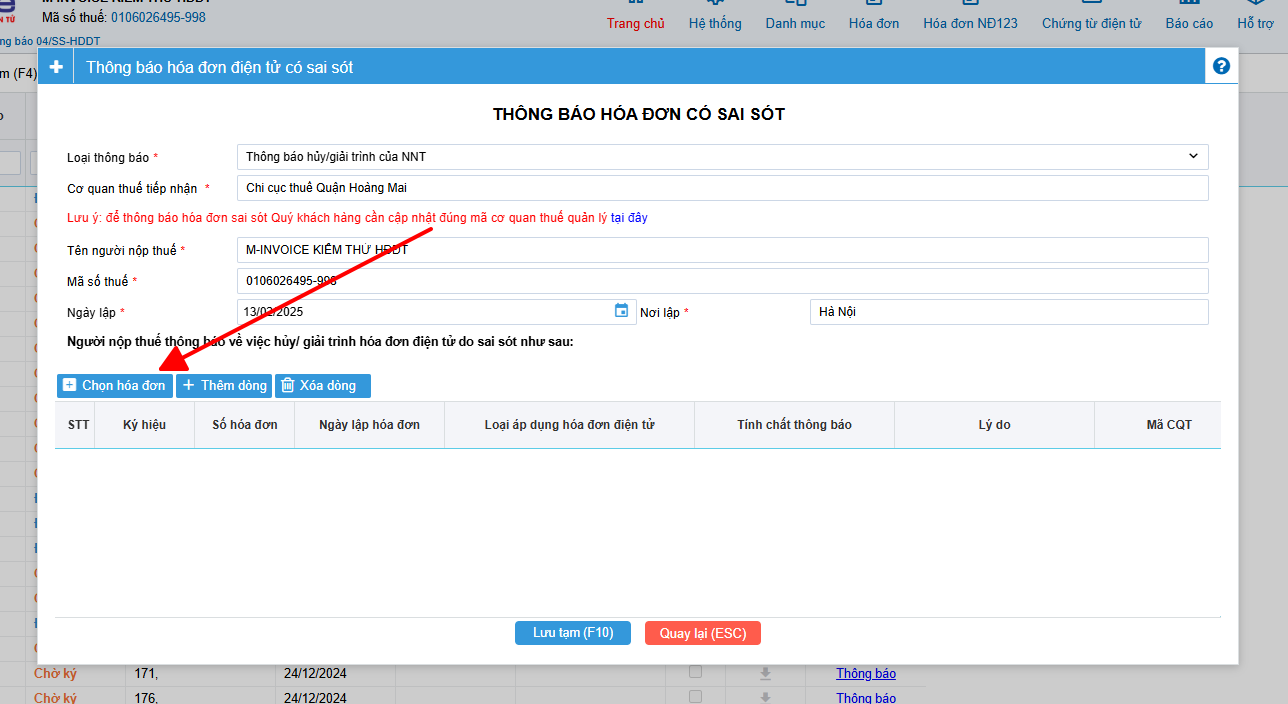 Mã số thuế: 0106026495-998
Trang chủ Hệ thống Danh mục Hóa đơn Hóa đơn NĐ123 Chứng từ điện tử Báo cáo Hỗ trợ
ng báo 04/SS-HDDT
m (F4)
Thông báo hóa đơn điện tử có sai sót
THÔNG BÁO HÓA ĐƠN CÓ SAI SÓT
Loại thông báo * Thông báo hủy/giải trình của NNT
Cơ quan thuế tiếp nhận * Chi cục thuế Quận Hoàng Mai
Lưu ý: để thông báo hóa đơn sai sót Quý khách hàng cần cập nhật đúng mã cơ quan thuế quản lý tại đây
Tên người nộp thuế * M-INVOICE KIỂM THỬ HDDT
Mã số thuế * 0106026495-998
Ngày lập * 13/02/2025 Nơi lập * Hà Nội
Người nộp thuế thông báo về việc hủy/ giải trình hóa đơn điện tử do sai sót như sau:
Chọn hóa đơn Thêm dòng Xóa dòng
STT Ký hiệu Số hóa đơn Ngày lập hóa đơn Loại áp dụng hóa đơn điện tử Tính chất thông báo Lý do Mã CQT
Lưu tạm (F10) Quay lại (ESC)
Chờ ký 171, 24/12/2024 Thông báo
Chờ ký 176, 24/12/2024 Thông báo